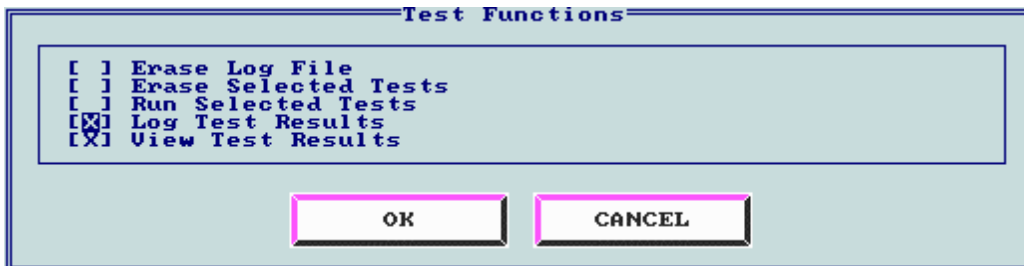 Test Functions
[ ] Erase Log File
[ ] Erase Selected Tests
[ ] Run Selected Tests
[X] Log Test Results
[X] View Test Results
OK CANCEL